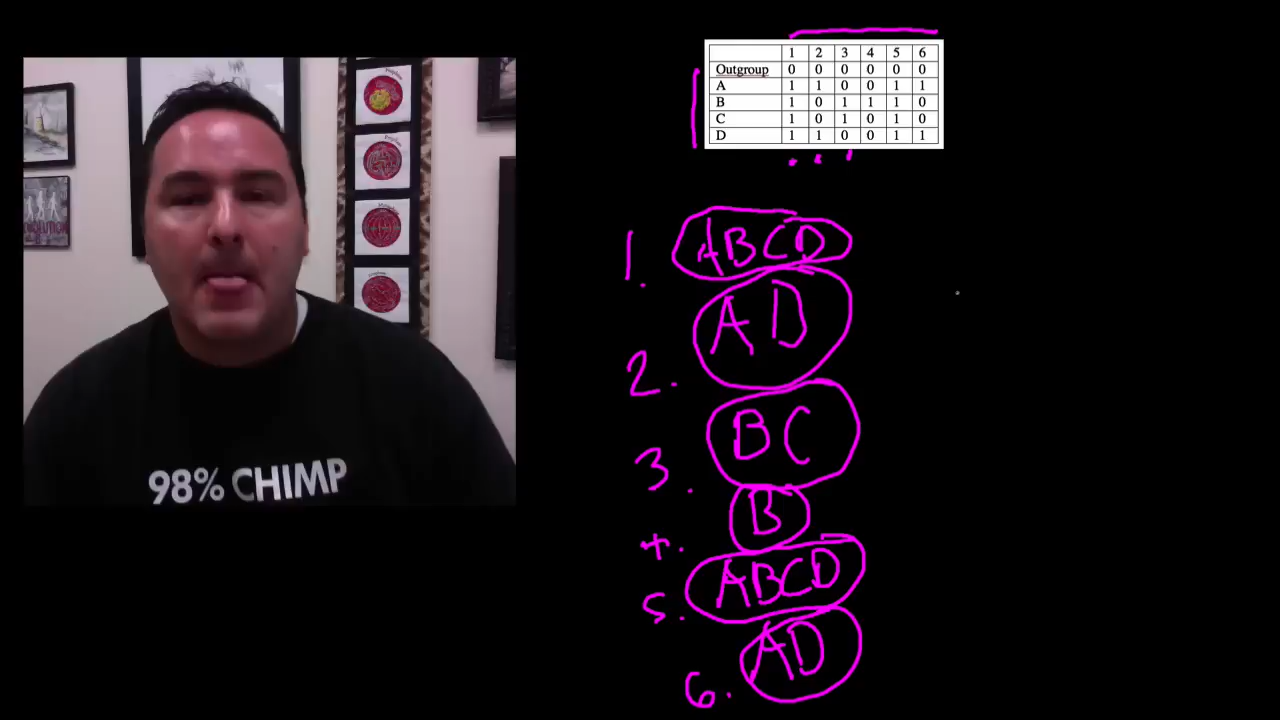 1 2 3 4 5 6
Outgroup 0 0 0 0 0 0
A 1 1 0 0 1 1
B 1 0 1 1 1 0
C 1 0 1 0 1 0
D 1 1 0 0 1 1
1. ABCD
2. AD
3. BC
4. B
5. ABCD
6. AD
98% CHIMP